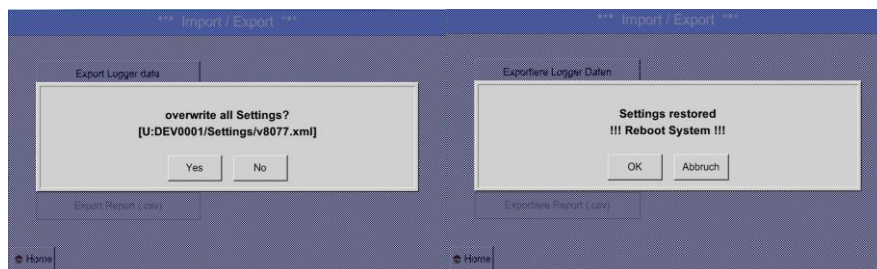 *** Import / Export ***
Export Logger data
overwrite all Settings?
[U:DEV0001/Settings/v8077.xml]
Yes
No
Export Report (.csv)
Home
*** Import / Export ***
Exportiere Logger Daten
Settings restored
!!! Reboot System !!!
OK
Abbruch
Exportiere Report (.csv)
Home